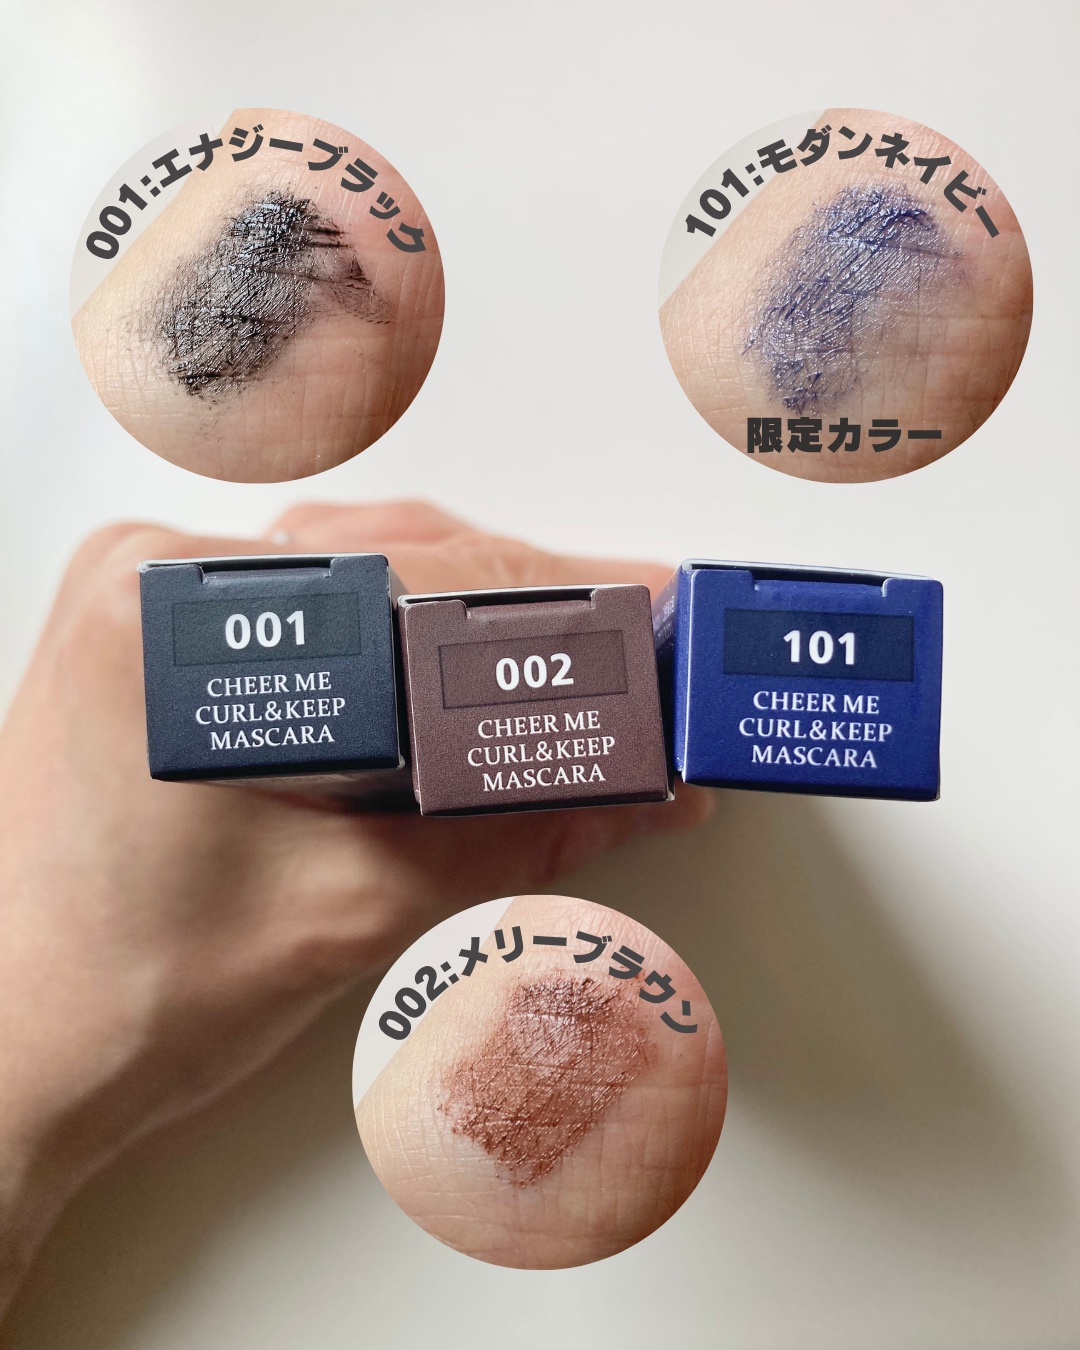 001:エナジーブラック
101:モダンネイビー
限定カラー
001
CHEER ME
CURL&KEEP
MASCARA
002
CHEER ME
CURL&KEEP
MASCARA
101
CHEER ME
CURL&KEEP
MASCARA
002:メリーブラウン